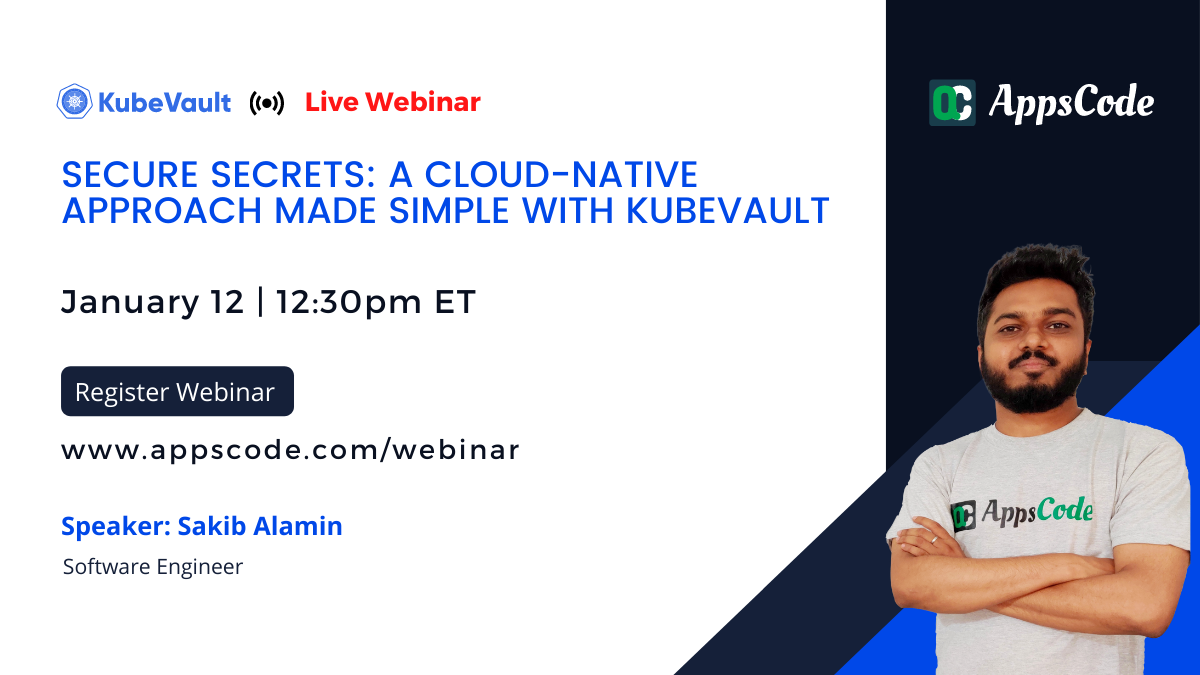 KubeVault
Live Webinar
AppsCode
SECURE SECRETS: A CLOUD-NATIVE
APPROACH MADE SIMPLE WITH KUBEVAULT
January 12 | 12:30pm ET
Register Webinar
www.appscode.com/webinar
Speaker: Sakib Alamin
Software Engineer
AppsCode